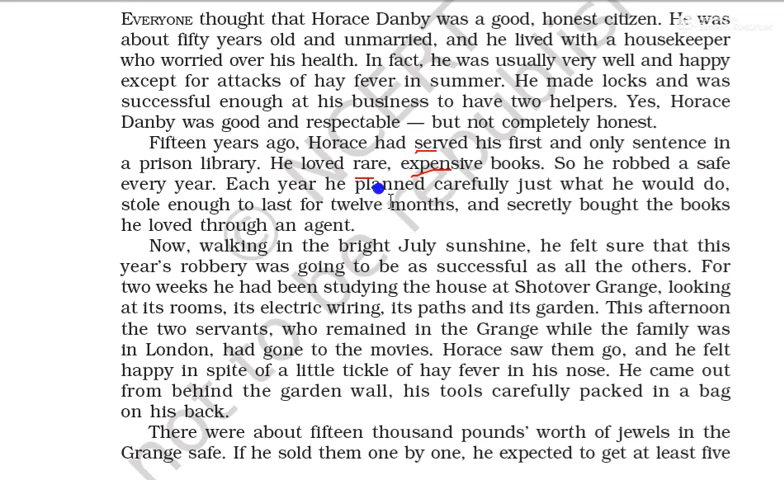 EVERYONE thought that Horace Danby was a good, honest citizen. He was
about fifty years old and unmarried, and he lived with a housekeeper
who worried over his health. In fact, he was usually very well and happy
except for attacks of hay fever in summer. He made locks and was
successful enough at his business to have two helpers. Yes, Horace
Danby was good and respectable — but not completely honest.
Fifteen years ago, Horace had served his first and only sentence in
a prison library. He loved rare, expensive books. So he robbed a safe
every year. Each year he planned carefully just what he would do,
stole enough to last for twelve months, and secretly bought the books
he loved through an agent.
Now, walking in the bright July sunshine, he felt sure that this
year's robbery was going to be as successful as all the others. For
two weeks he had been studying the house at Shotover Grange, looking
at its rooms, its electric wiring, its paths and its garden. This afternoon
the two servants, who remained in the Grange while the family was
in London, had gone to the movies. Horace saw them go, and he felt
happy in spite of a little tickle of hay fever in his nose. He came out
from behind the garden wall, his tools carefully packed in a bag
on his back.
There were about fifteen thousand pounds' worth of jewels in the
Grange safe. If he sold them one by one, he expected to get at least five
© NCERT
not to be republis